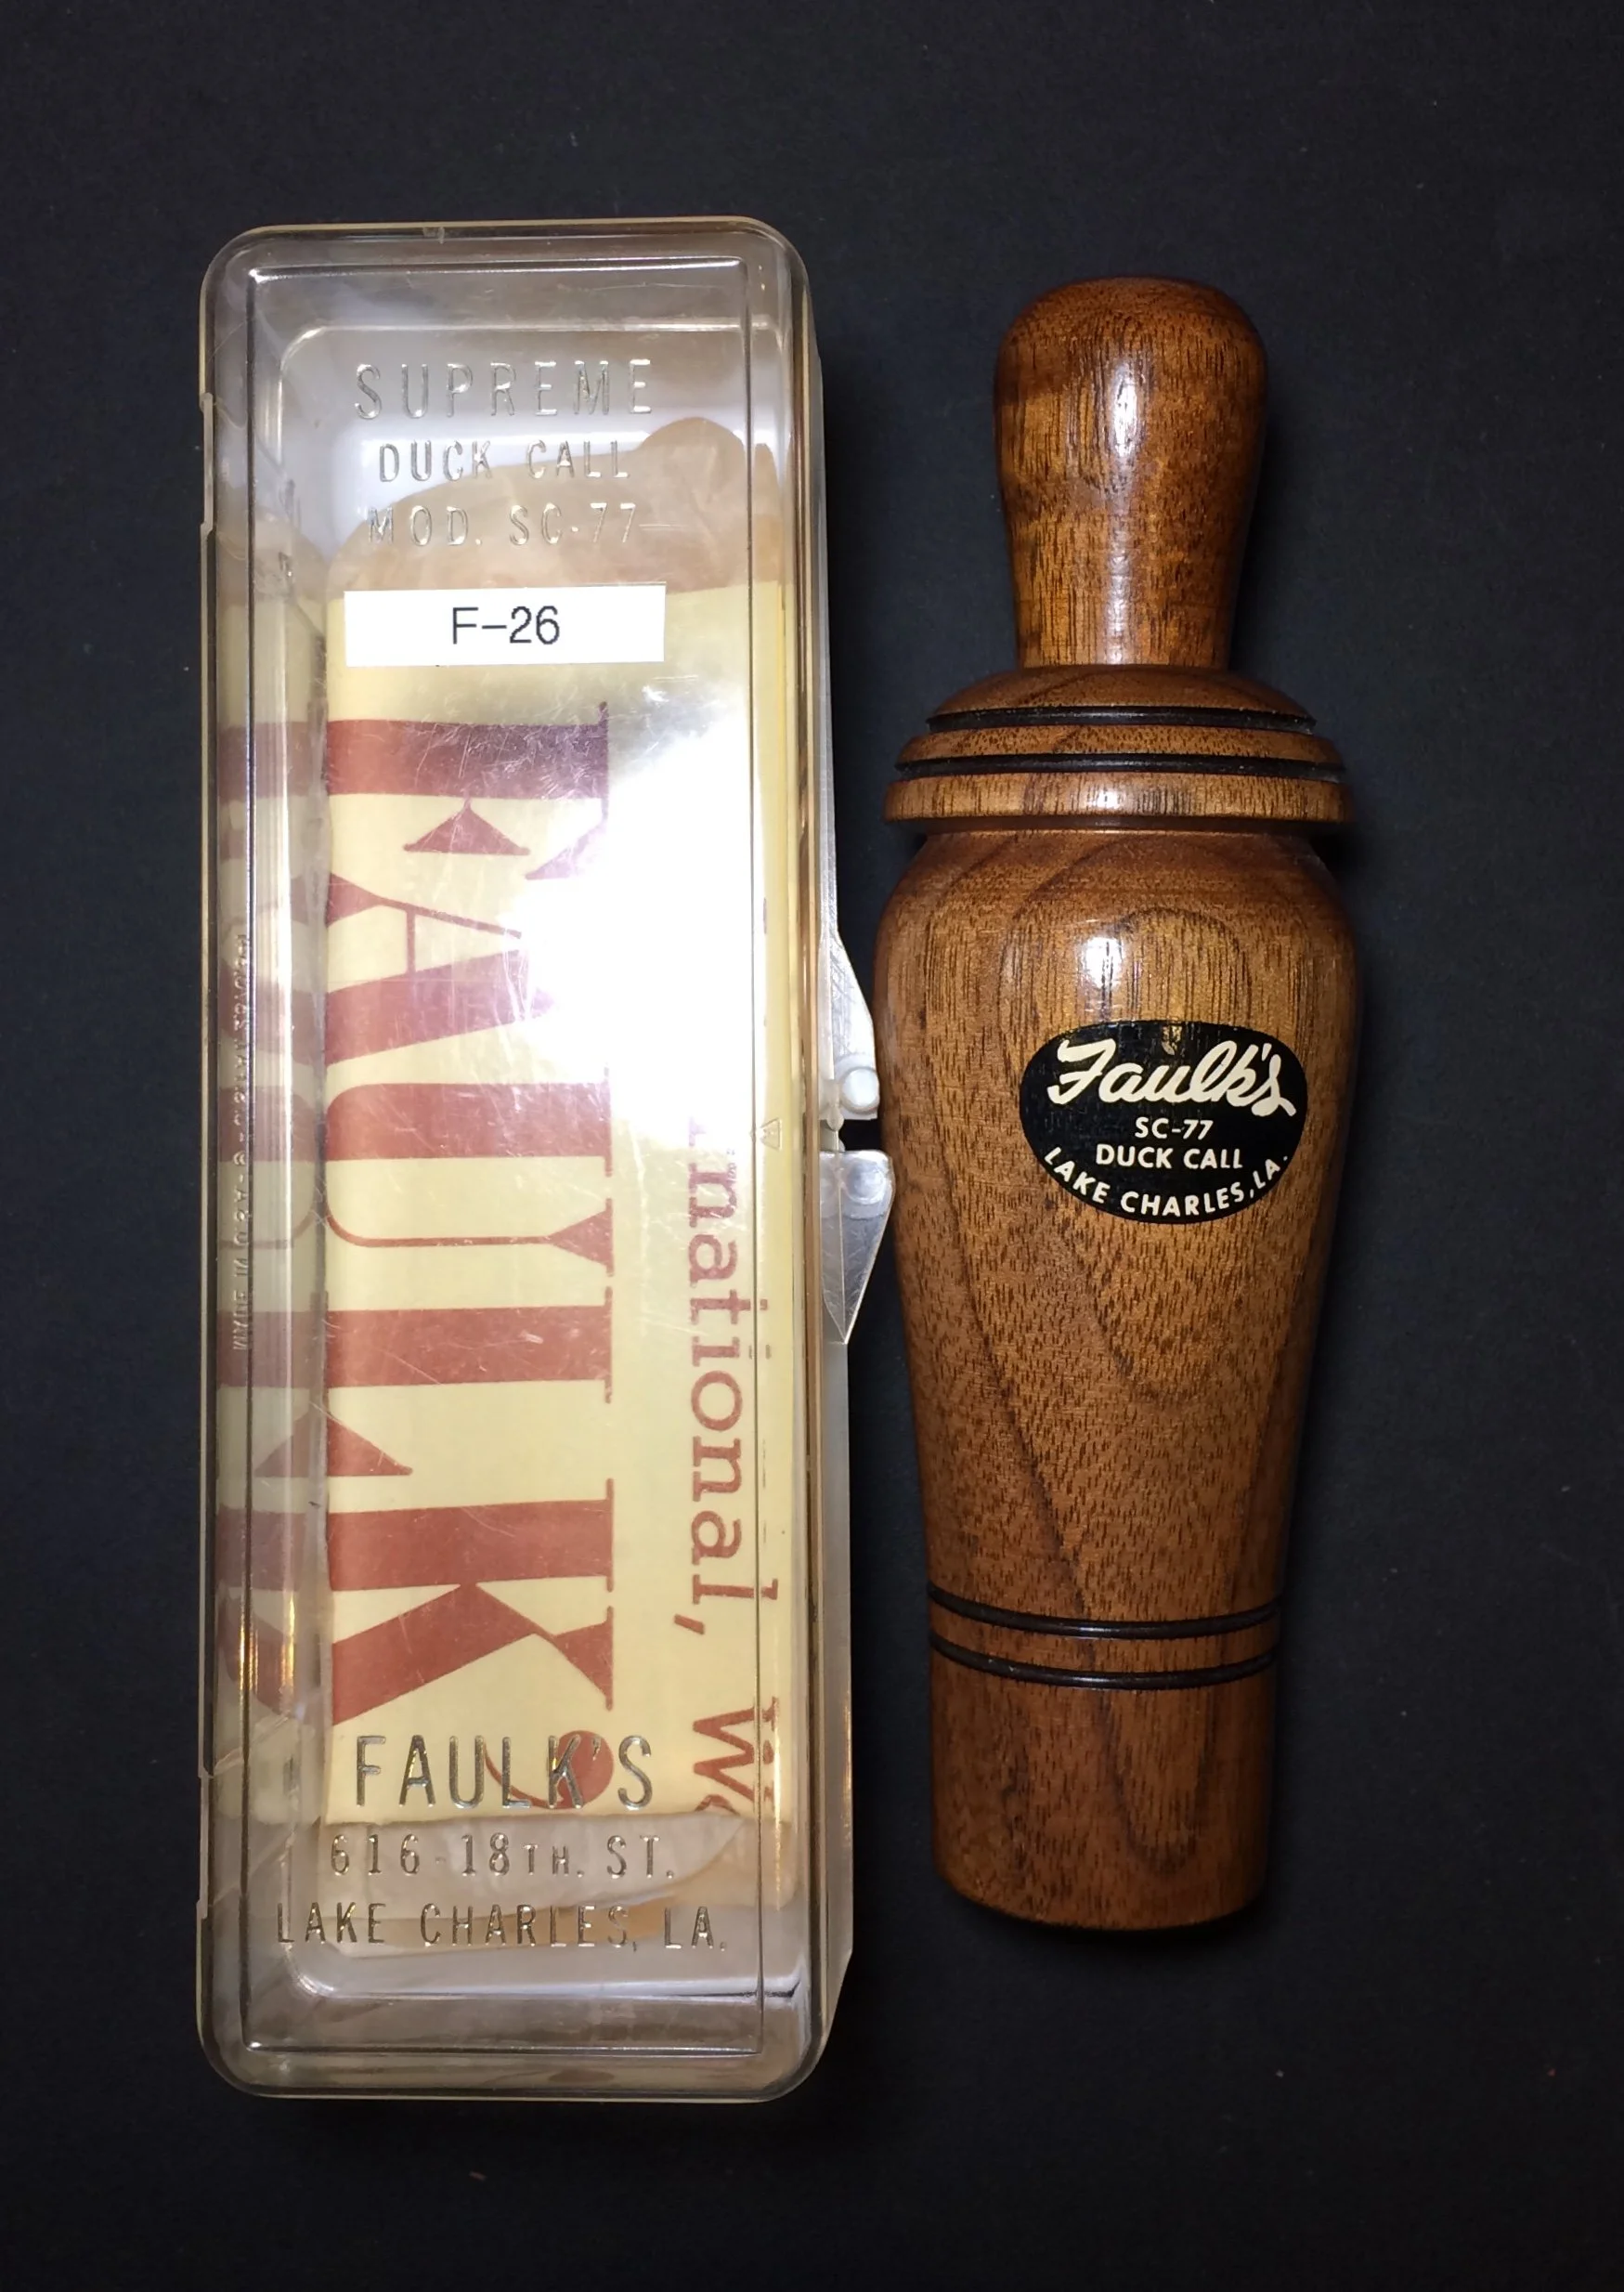 SUPREME
DUCK CALL
MOD. SC-77
F-26
FAULK'S
national, W
FAULK'S
616-18TH. ST.
LAKE CHARLES, LA.
Faulk's
SC-77
DUCK CALL
LAKE CHARLES, LA.